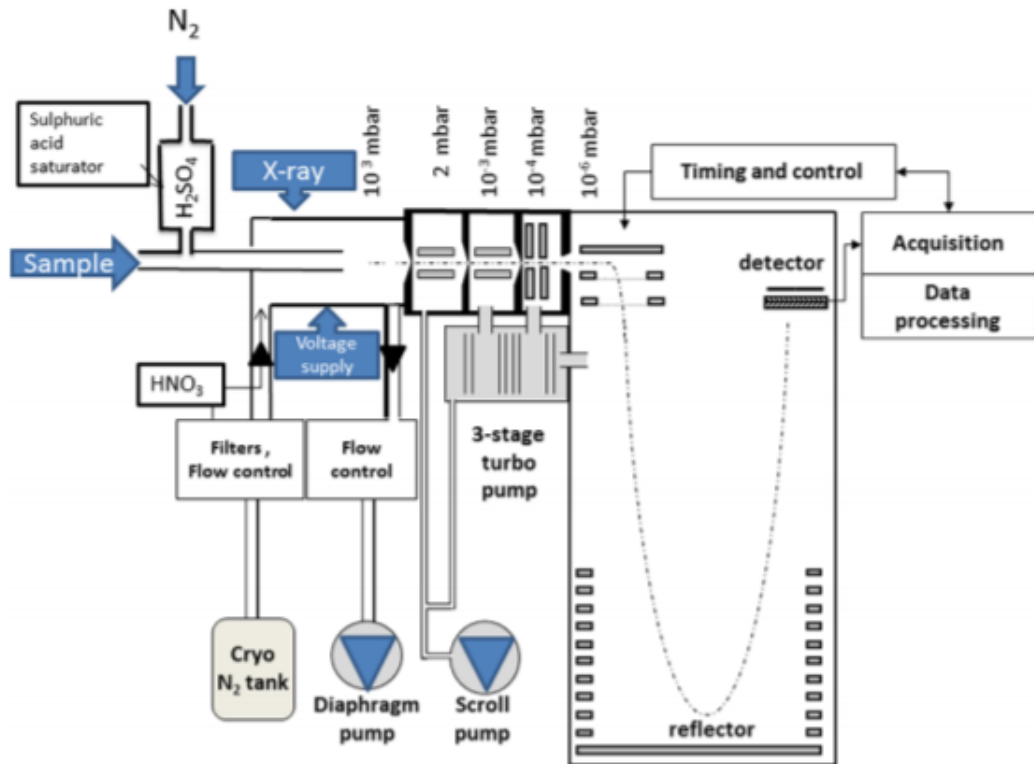 N₂
Sulphuric
acid
saturator
H₂SO₄
X-ray
Sample
10⁻³ mbar
2 mbar
10⁻³ mbar
10⁻⁴ mbar
10⁻⁶ mbar
Timing and control
Acquisition
Data
processing
detector
Voltage
supply
HNO₃
Filters ,
Flow control
Flow
control
3-stage
turbo
pump
Cryo
N₂ tank
Diaphragm
pump
Scroll
pump
reflector